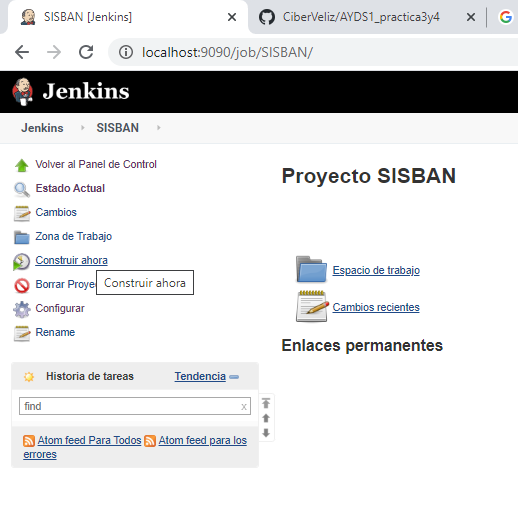 SISBAN [Jenkins]
CiberVeliz/AYDS1_practica3y4
localhost:9090/job/SISBAN/
Jenkins
Jenkins SISBAN
Volver al Panel de Control
Estado Actual
Cambios
Zona de Trabajo
Construir ahora
Borrar Proyec
Construir ahora
Configurar
Rename
Historia de tareas Tendencia
find x
Atom feed Para Todos Atom feed para los
errores
Proyecto SISBAN
Espacio de trabajo
Cambios recientes
Enlaces permanentes